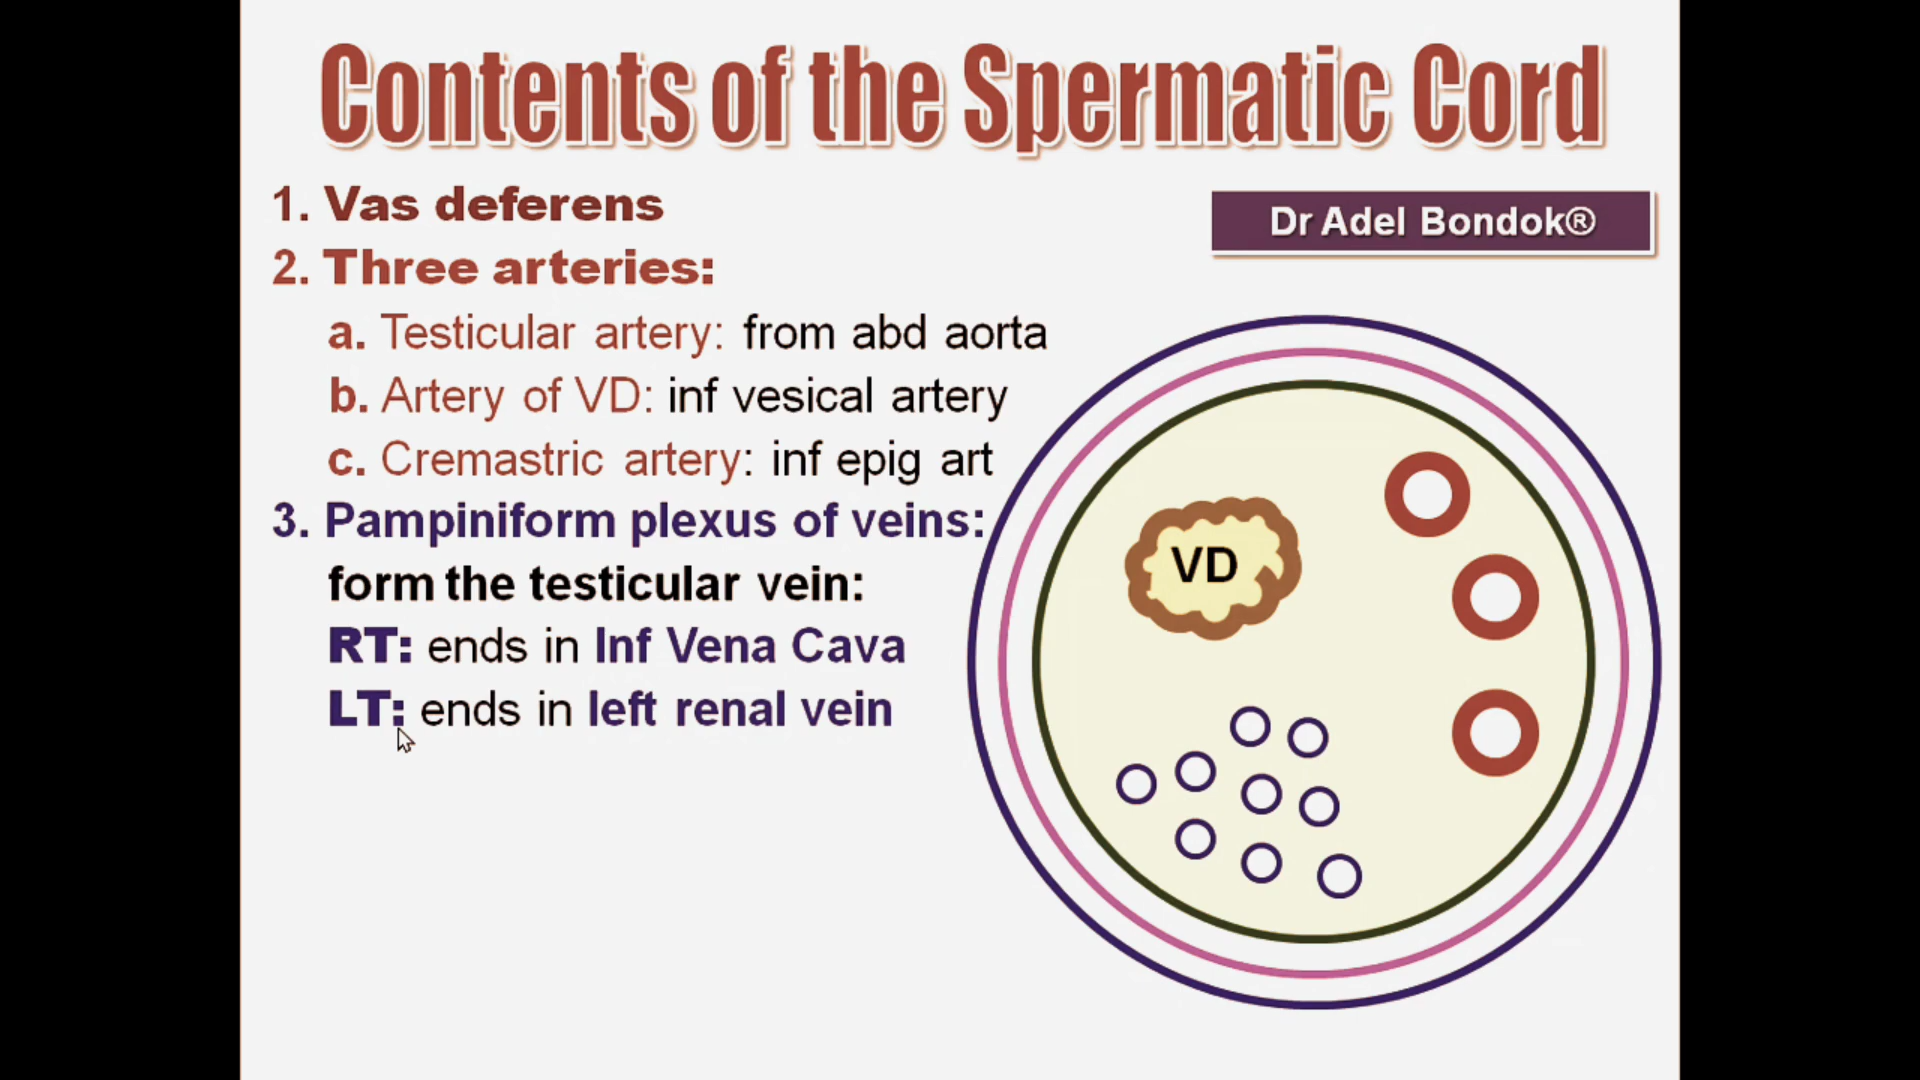 Contents of the Spermatic Cord
Dr Adel Bondok®
1. Vas deferens
2. Three arteries:
a. Testicular artery: from abd aorta
b. Artery of VD: inf vesical artery
c. Cremastric artery: inf epig art
3. Pampiniform plexus of veins:
form the testicular vein:
RT: ends in Inf Vena Cava
LT: ends in left renal vein
VD